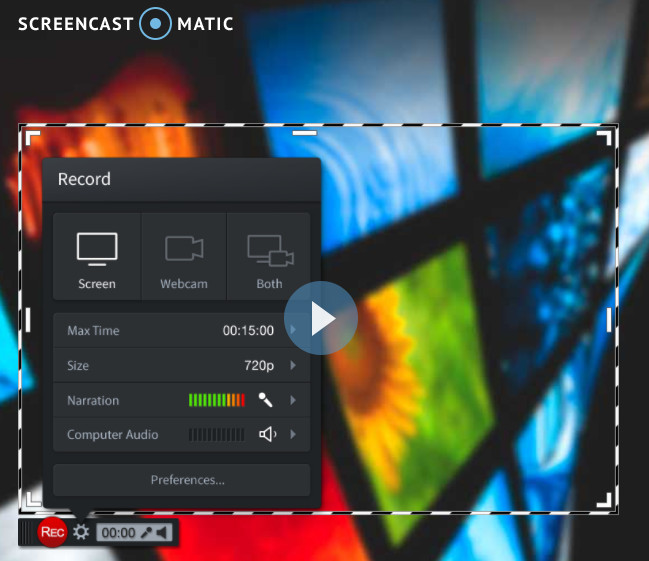 SCREENCAST MATIC
Record
Screen Webcam Both
Max Time 00:15:00
Size 720p
Narration
Computer Audio
Preferences...
REC 00:00